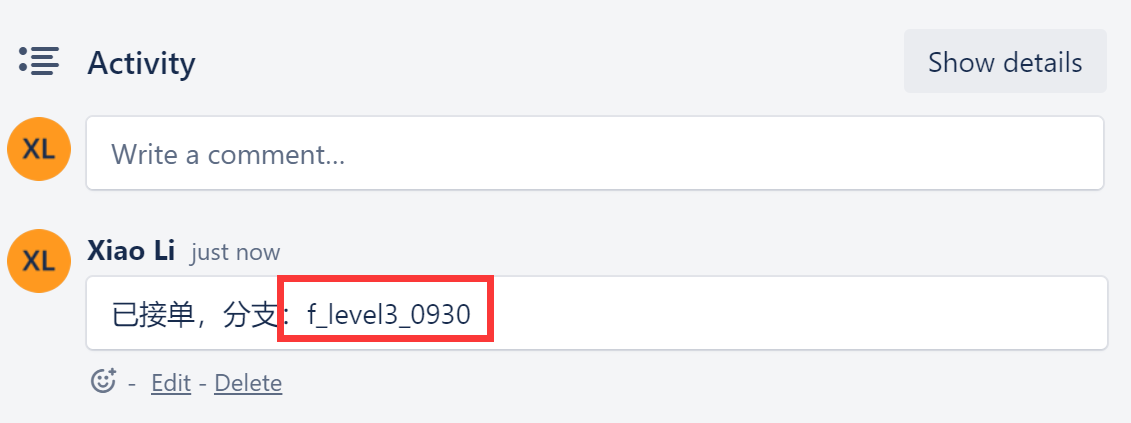 Activity
Show details
XL
Write a comment…
XL
Xiao Li just now
已接单，分支：f_level3_0930
- Edit - Delete